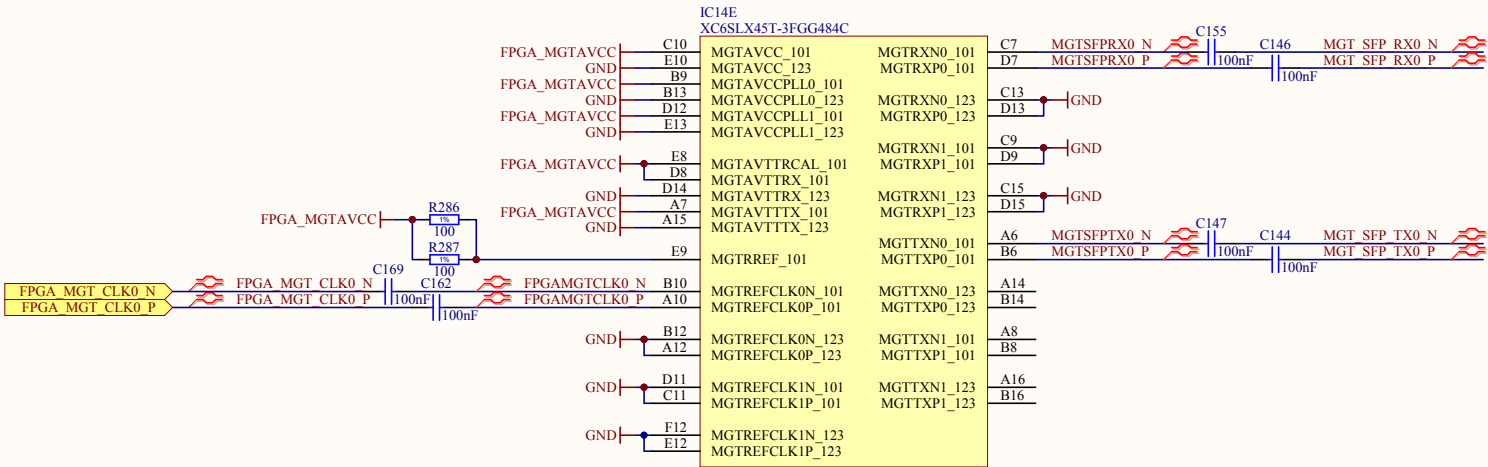 IC14E
XC6SLX45T-3FGG484C
FPGA_MGTAVCC C10 MGTAVCC_101
GND E10 MGTAVCC_123
FPGA_MGTAVCC B9 MGTAVCCPLL0_101
GND B13 MGTAVCCPLL0_123
FPGA_MGTAVCC D12 MGTAVCCPLL1_101
GND E13 MGTAVCCPLL1_123
FPGA_MGTAVCC E8 MGTAVTTRCAL_101
D8 MGTAVTTRX_101
GND D14 MGTAVTTRX_123
FPGA_MGTAVCC A7 MGTAVTTTX_101
GND A15 MGTAVTTTX_123
FPGA_MGTAVCC
R286
1%
100
R287
1%
100
E9 MGTRREF_101
FPGA_MGT_CLK0_N FPGA_MGT_CLK0_N C169 100nF FPGAMGTCLK0_N B10 MGTREFCLK0N_101
FPGA_MGT_CLK0_P FPGA_MGT_CLK0_P C162 100nF FPGAMGTCLK0_P A10 MGTREFCLK0P_101
GND B12 MGTREFCLK0N_123
A12 MGTREFCLK0P_123
GND D11 MGTREFCLK1N_101
C11 MGTREFCLK1P_101
GND F12 MGTREFCLK1N_123
E12 MGTREFCLK1P_123
MGTRXN0_101 C7 MGTSFPRX0_N C155 100nF MGT_SFP_RX0_N
MGTRXP0_101 D7 MGTSFPRX0_P C146 100nF MGT_SFP_RX0_P
MGTRXN0_123 C13 GND
MGTRXP0_123 D13
MGTRXN1_101 C9 GND
MGTRXP1_101 D9
MGTRXN1_123 C15 GND
MGTRXP1_123 D15
MGTTXN0_101 A6 MGTSFPTX0_N C147 100nF MGT_SFP_TX0_N
MGTTXP0_101 B6 MGTSFPTX0_P C144 100nF MGT_SFP_TX0_P
MGTTXN0_123 A14
MGTTXP0_123 B14
MGTTXN1_101 A8
MGTTXP1_101 B8
MGTTXN1_123 A16
MGTTXP1_123 B16